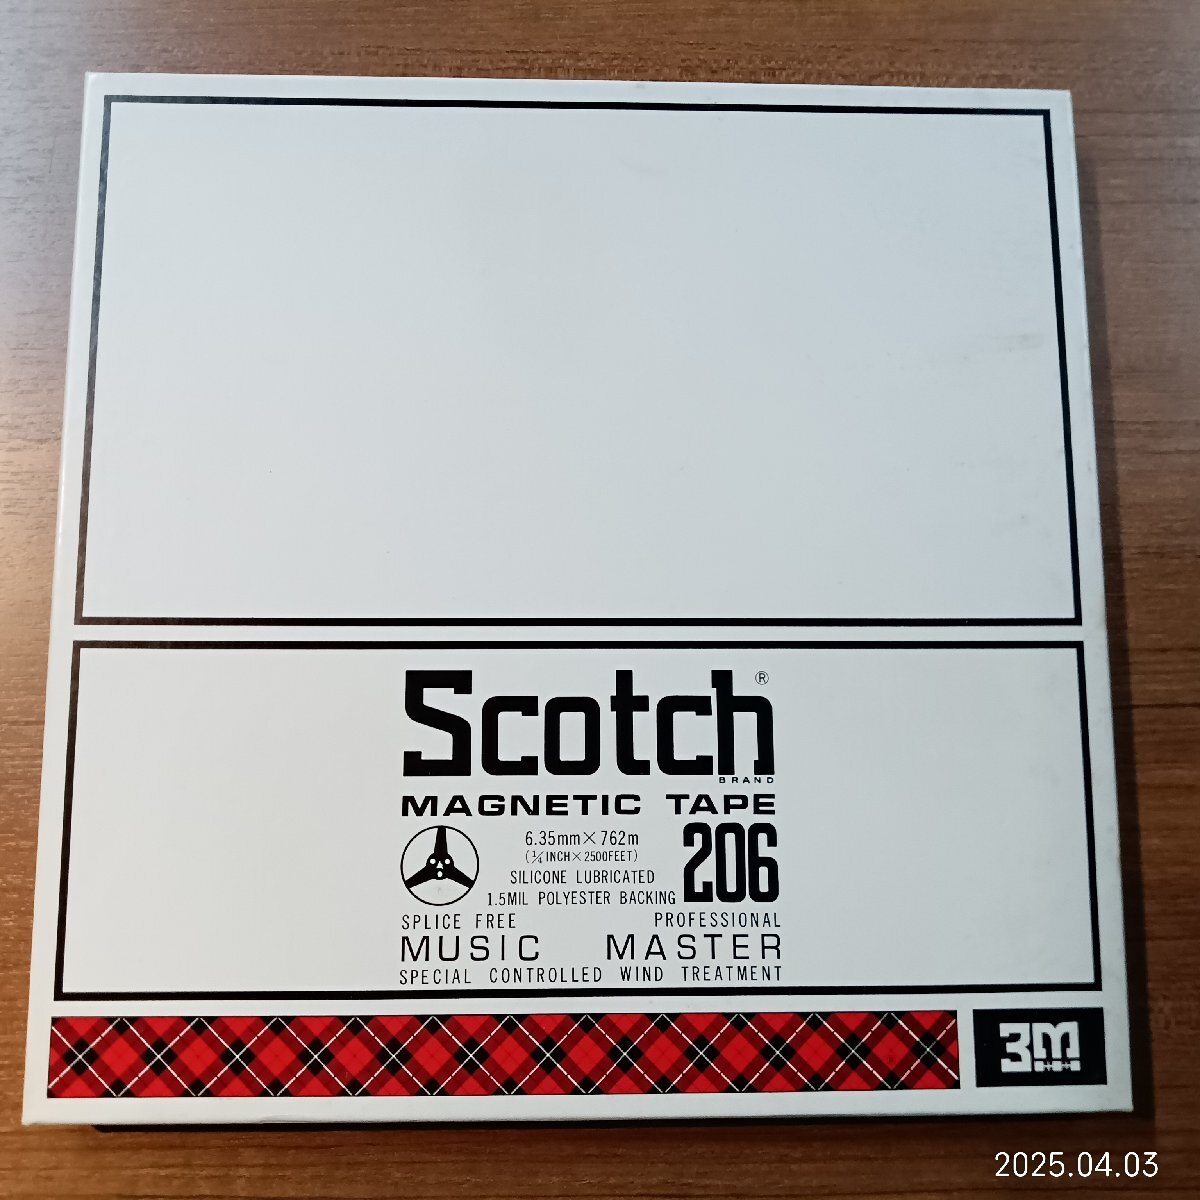 Scotch®
BRAND
MAGNETIC TAPE
6.35mm×762m
(1/4 INCH×2500FEET)
SILICONE LUBRICATED
1.5MIL POLYESTER BACKING
206
SPLICE FREE PROFESSIONAL
MUSIC MASTER
SPECIAL CONTROLLED WIND TREATMENT
3M
2025.04.03